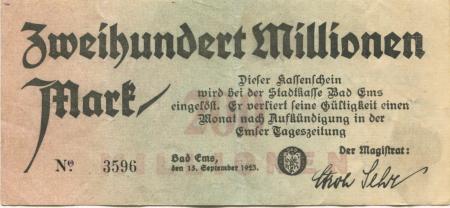 Zweihundert Millionen
Mark
Dieser Kassenschein
wird bei der Stadtkasse Bad Ems
eingelöst. Er verliert seine Gültigkeit einen
Monat nach Aufkündigung in der
Emser Tageszeitung
No 3596
Bad Ems,
den 15. September 1923.
Der Magistrat: